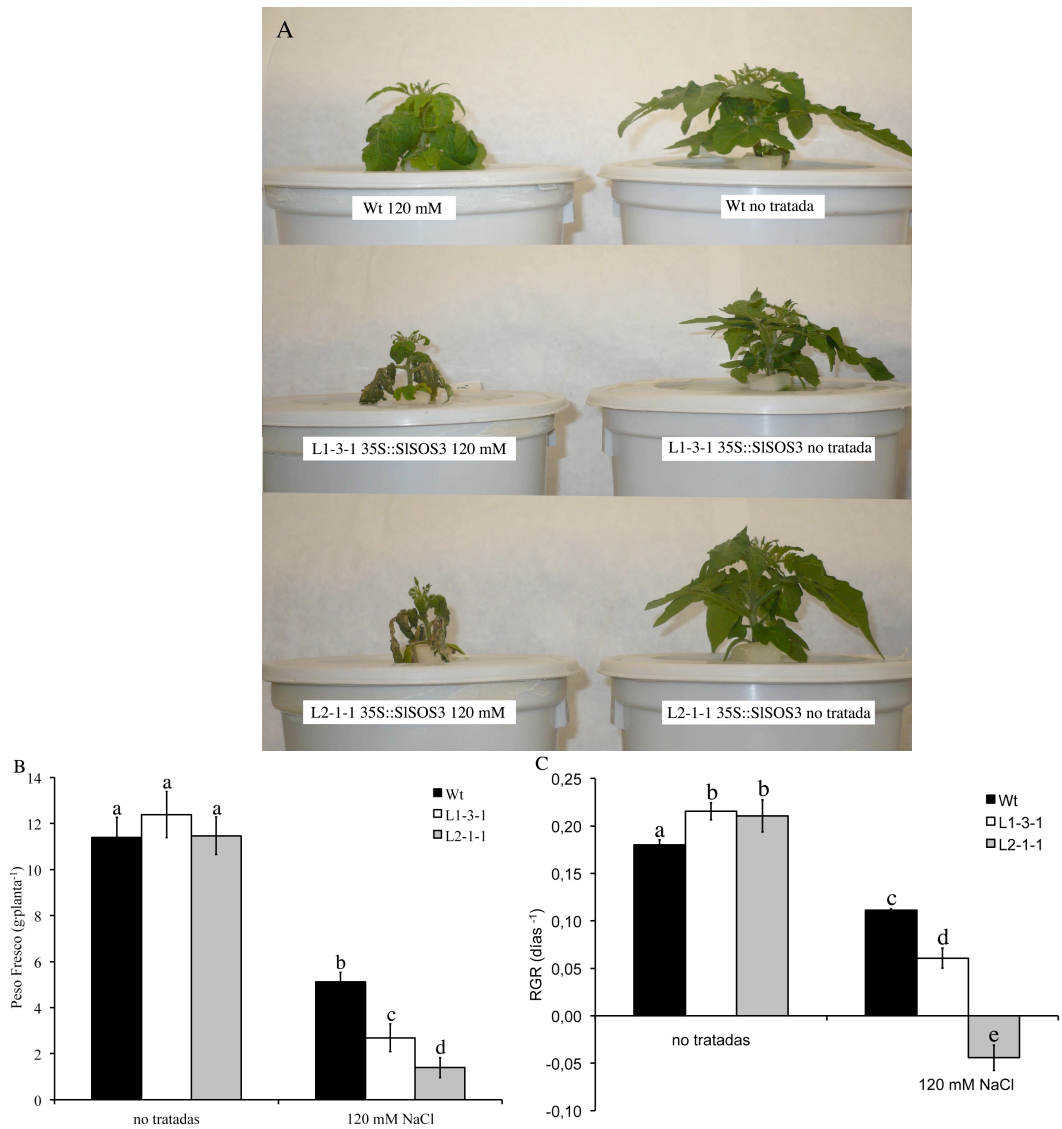 A
Wt 120 mM
Wt no tratada
L1-3-1 35S::SlSOS3 120 mM
L1-3-1 35S::SlSOS3 no tratada
L2-1-1 35S::SlSOS3 120 mM
L2-1-1 35S::SlSOS3 no tratada
B
Peso Fresco (g·planta⁻¹)
14
12
10
8
6
4
2
0
a
a
a
b
c
d
Wt
L1-3-1
L2-1-1
no tratadas
120 mM NaCl
C
RGR (días ⁻¹)
0,25
0,20
0,15
0,10
0,05
0,00
-0,05
-0,10
a
b
b
c
d
e
Wt
L1-3-1
L2-1-1
no tratadas
120 mM NaCl